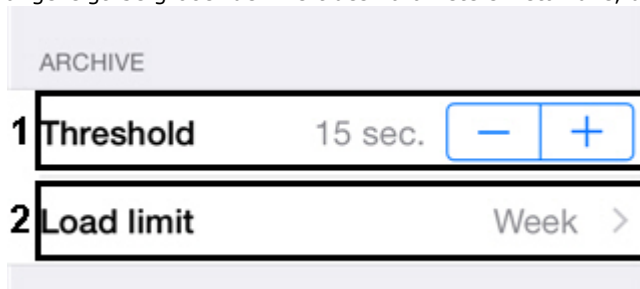 ARCHIVE
1 Threshold 15 sec. − +
2 Load limit Week >